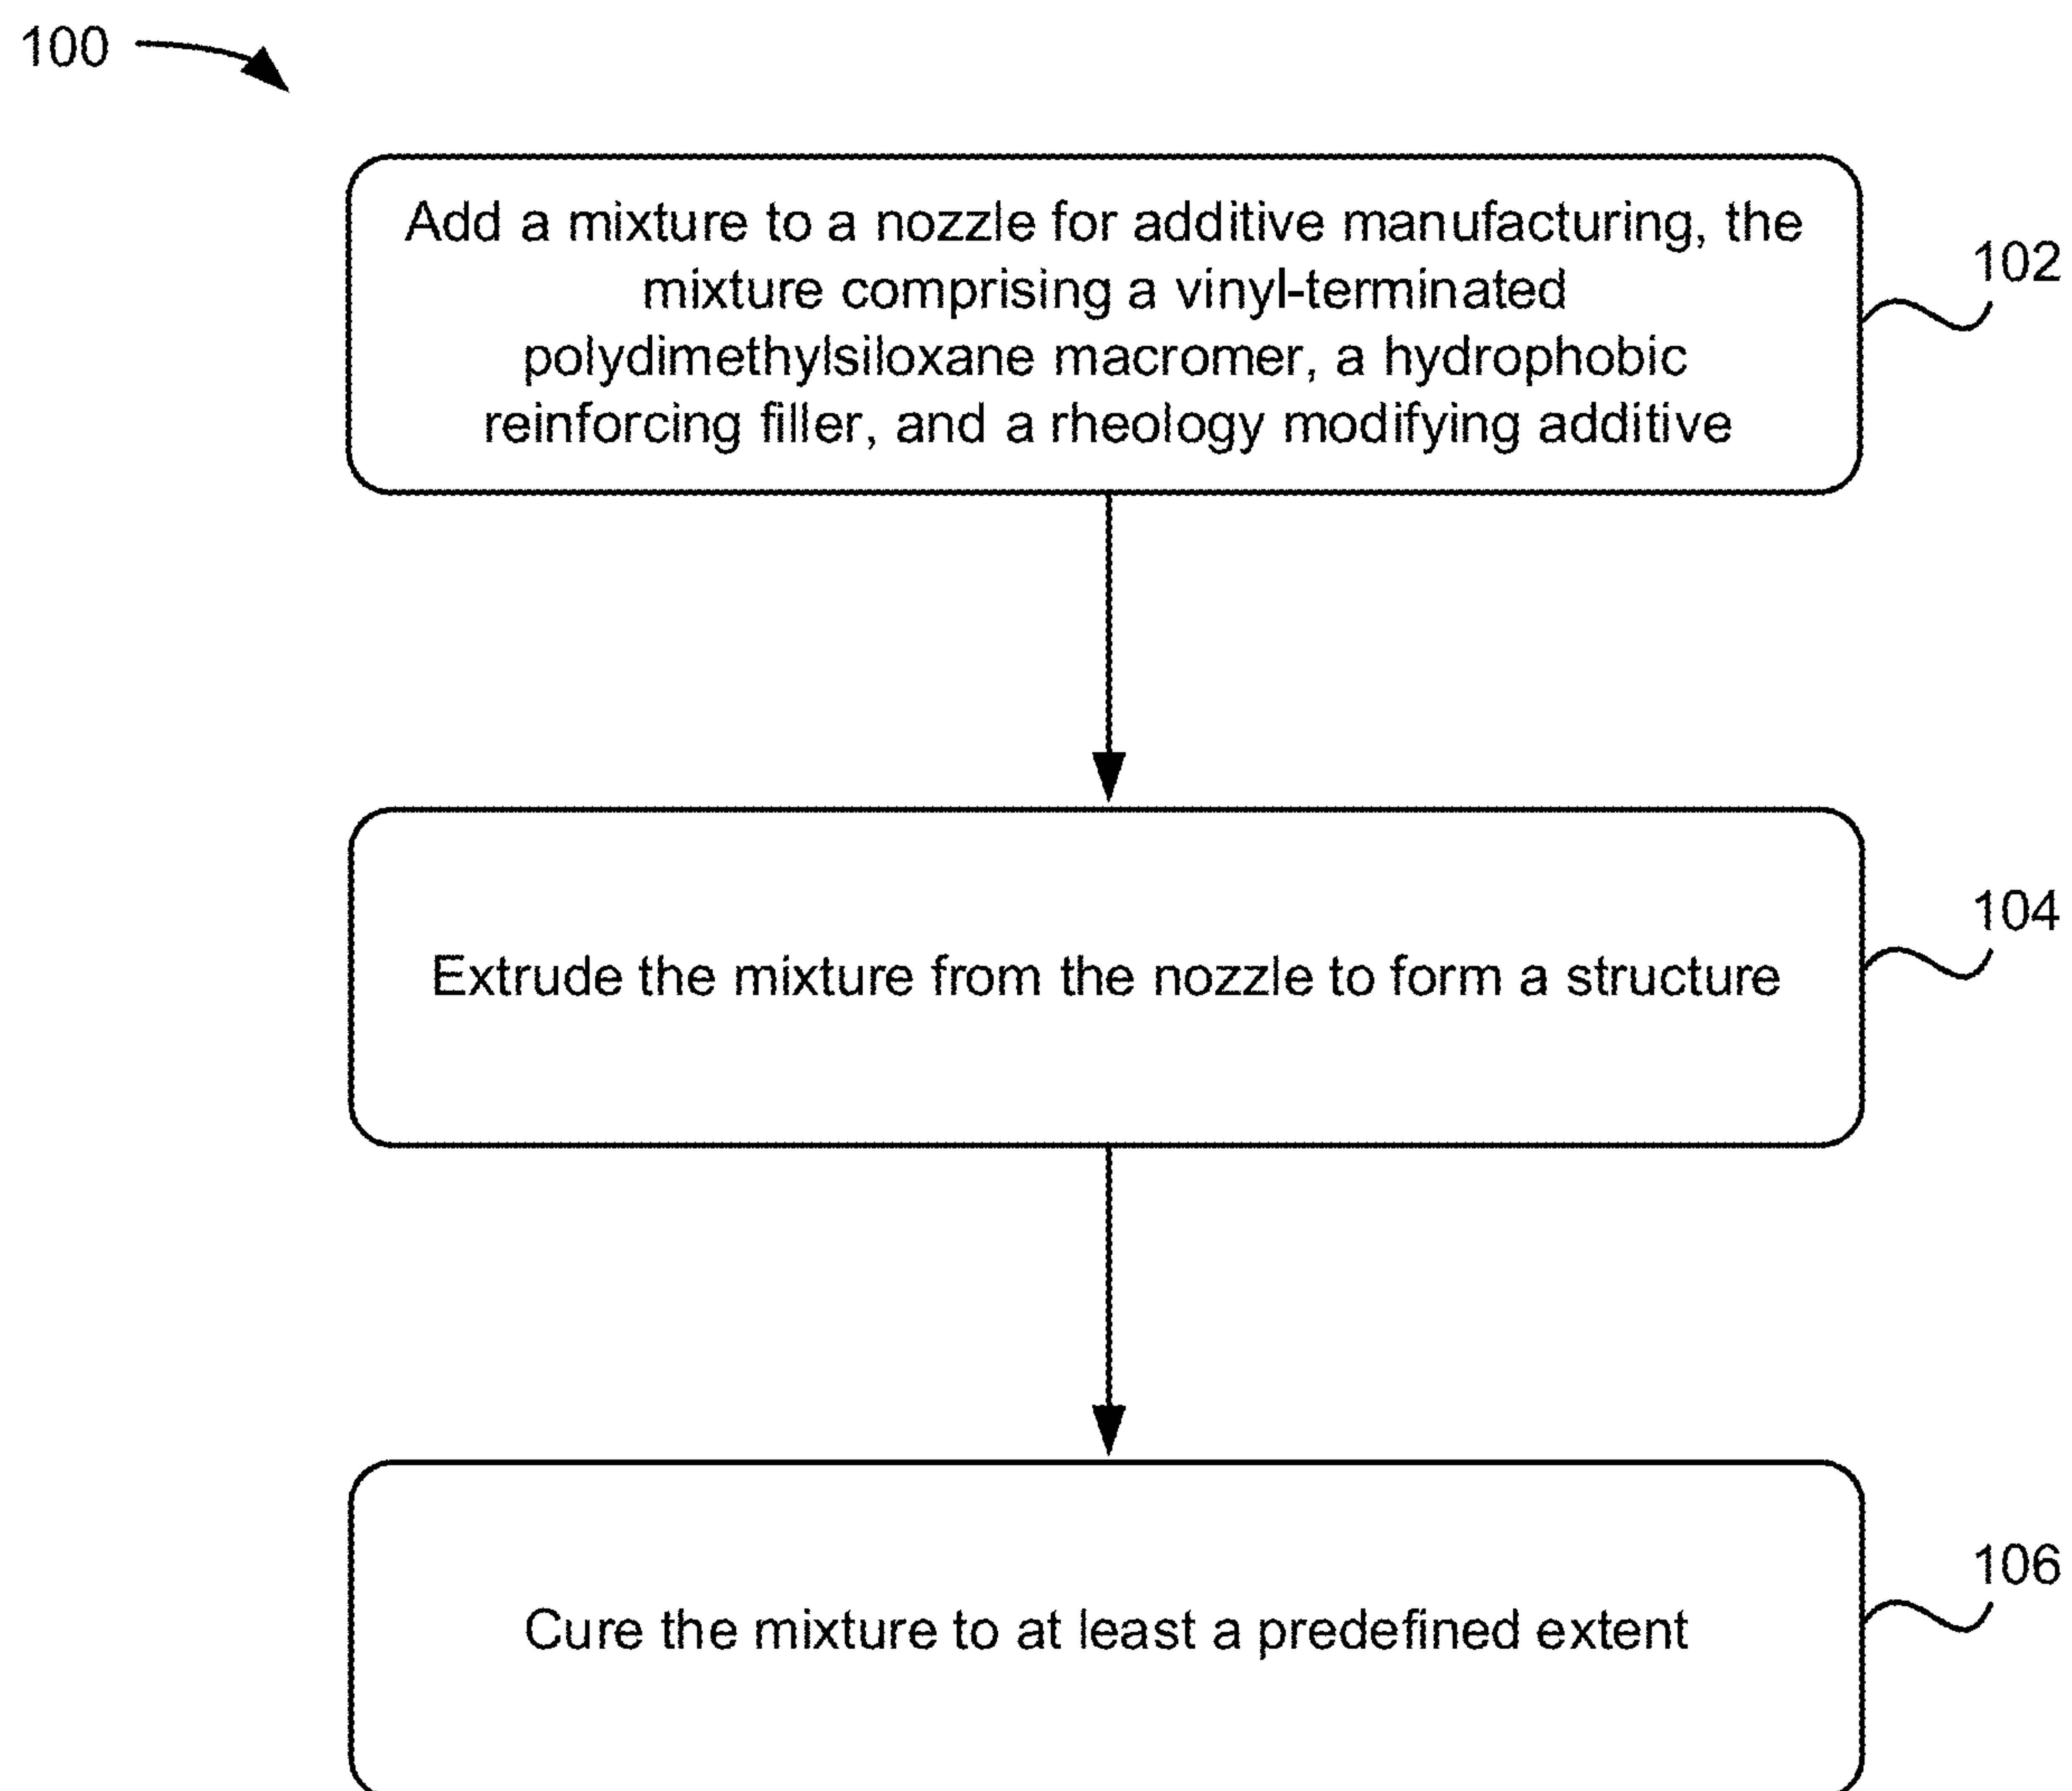 100
Add a mixture to a nozzle for additive manufacturing, the
mixture comprising a vinyl-terminated
polydimethylsiloxane macromer, a hydrophobic
reinforcing filler, and a rheology modifying additive
102
Extrude the mixture from the nozzle to form a structure
104
Cure the mixture to at least a predefined extent
106